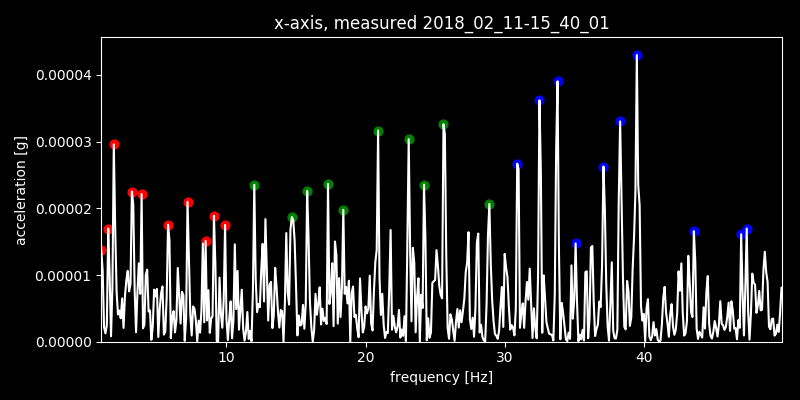 x-axis, measured 2018_02_11-15_40_01
0.00004
0.00003
0.00002
0.00001
0.00000
acceleration [g]
10 20 30 40
frequency [Hz]